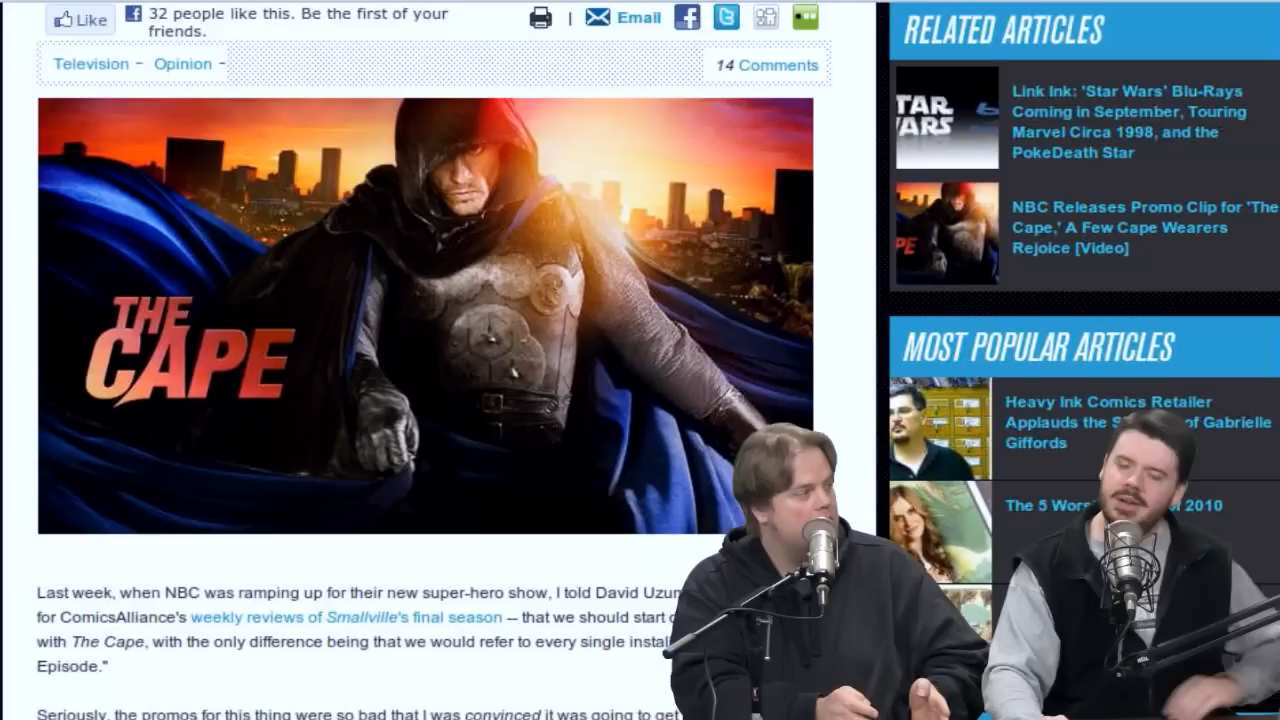 Like
32 people like this. Be the first of your
friends.
Email
Television -
Opinion -
14 Comments
THE
CAPE
Last week, when NBC was ramping up for their new super-hero show, I told David
for ComicsAlliance's weekly reviews of Smallville's final season -- that we should start
with The Cape, with the only difference being that we would refer to every single
Episode."
Seriously, the promos for this thing were so bad that I was convinced it was going to get
RELATED ARTICLES
TAR
WARS
Link Ink: 'Star Wars' Blu-Rays
Coming in September, Touring
Marvel Circa 1998, and the
PokeDeath Star
PE
NBC Releases Promo Clip for 'The
Cape,' A Few Cape Wearers
Rejoice [Video]
MOST POPULAR ARTICLES
Heavy Ink Comics Retailer
Applauds the of Gabrielle
Giffords
The 5 2010